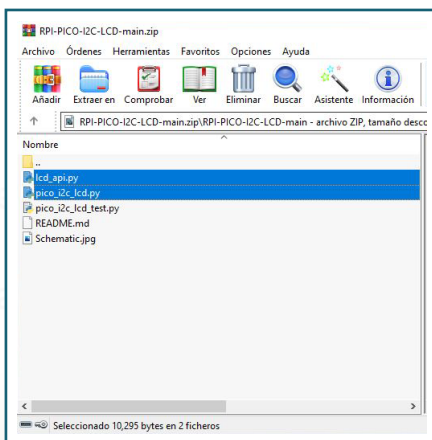 RPI-PICO-I2C-LCD-main.zip
Archivo Órdenes Herramientas Favoritos Opciones Ayuda
Añadir Extraer en Comprobar Ver Eliminar Buscar Asistente Información
RPI-PICO-I2C-LCD-main.zip\RPI-PICO-I2C-LCD-main - archivo ZIP, tamaño desco
Nombre
..
lcd_api.py
pico_i2c_lcd.py
pico_i2c_lcd_test.py
README.md
Schematic.jpg
Seleccionado 10,295 bytes en 2 ficheros